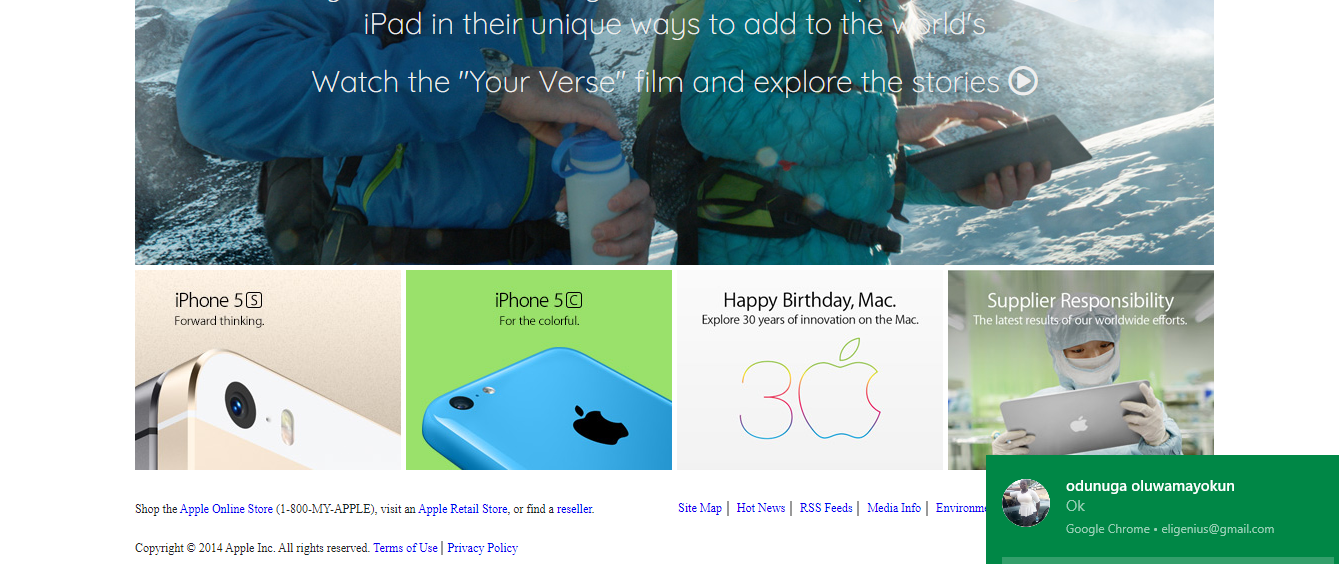 iPad in their unique ways to add to the world's
Watch the "Your Verse" film and explore the stories
iPhone 5S
Forward thinking.
iPhone 5C
For the colorful.
Happy Birthday, Mac.
Explore 30 years of innovation on the Mac.
30
Supplier Responsibility
The latest results of our worldwide efforts.
Shop the Apple Online Store (1-800-MY-APPLE), visit an Apple Retail Store, or find a reseller.
Site Map | Hot News | RSS Feeds | Media Info | Environme
Copyright © 2014 Apple Inc. All rights reserved. Terms of Use | Privacy Policy
odunuga oluwamayokun
Ok
Google Chrome • eligenius@gmail.com